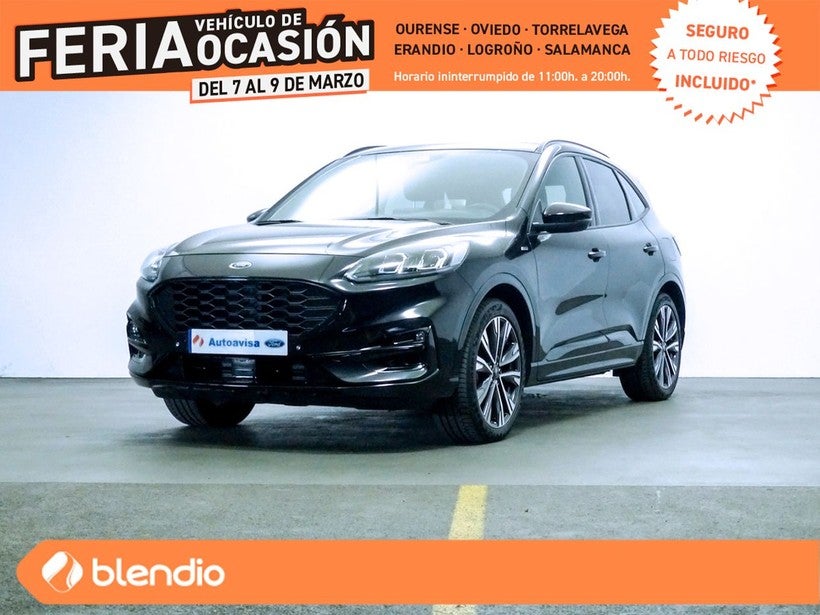 FERIA VEHÍCULO DE OCASIÓN
DEL 7 AL 9 DE MARZO
OURENSE · OVIEDO · TORRELAVEGA
ERANDIO · LOGROÑO · SALAMANCA
Horario ininterrumpido de 11:00h. a 20:00h.
SEGURO
A TODO RIESGO
INCLUIDO*
Ford
Autoavisa Ford
blendio